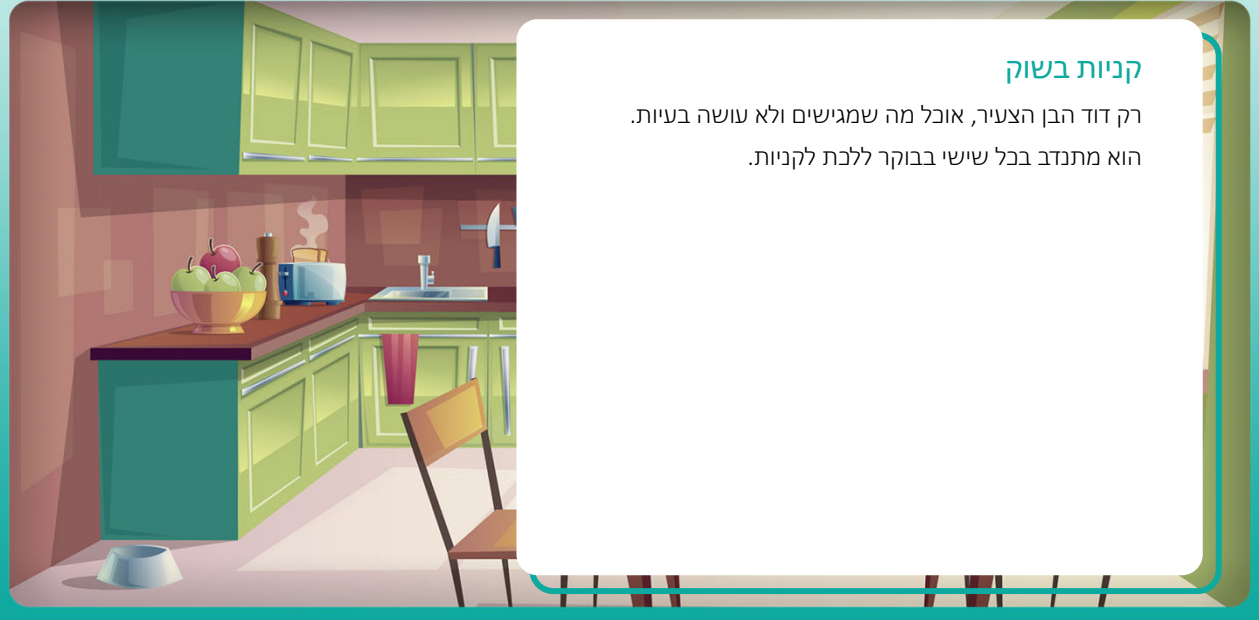 קניות בשוק
רק דוד הבן הצעיר, אוכל מה שמגישים ולא עושה בעיות.
הוא מתנדב בכל שישי בבוקר ללכת לקניות.